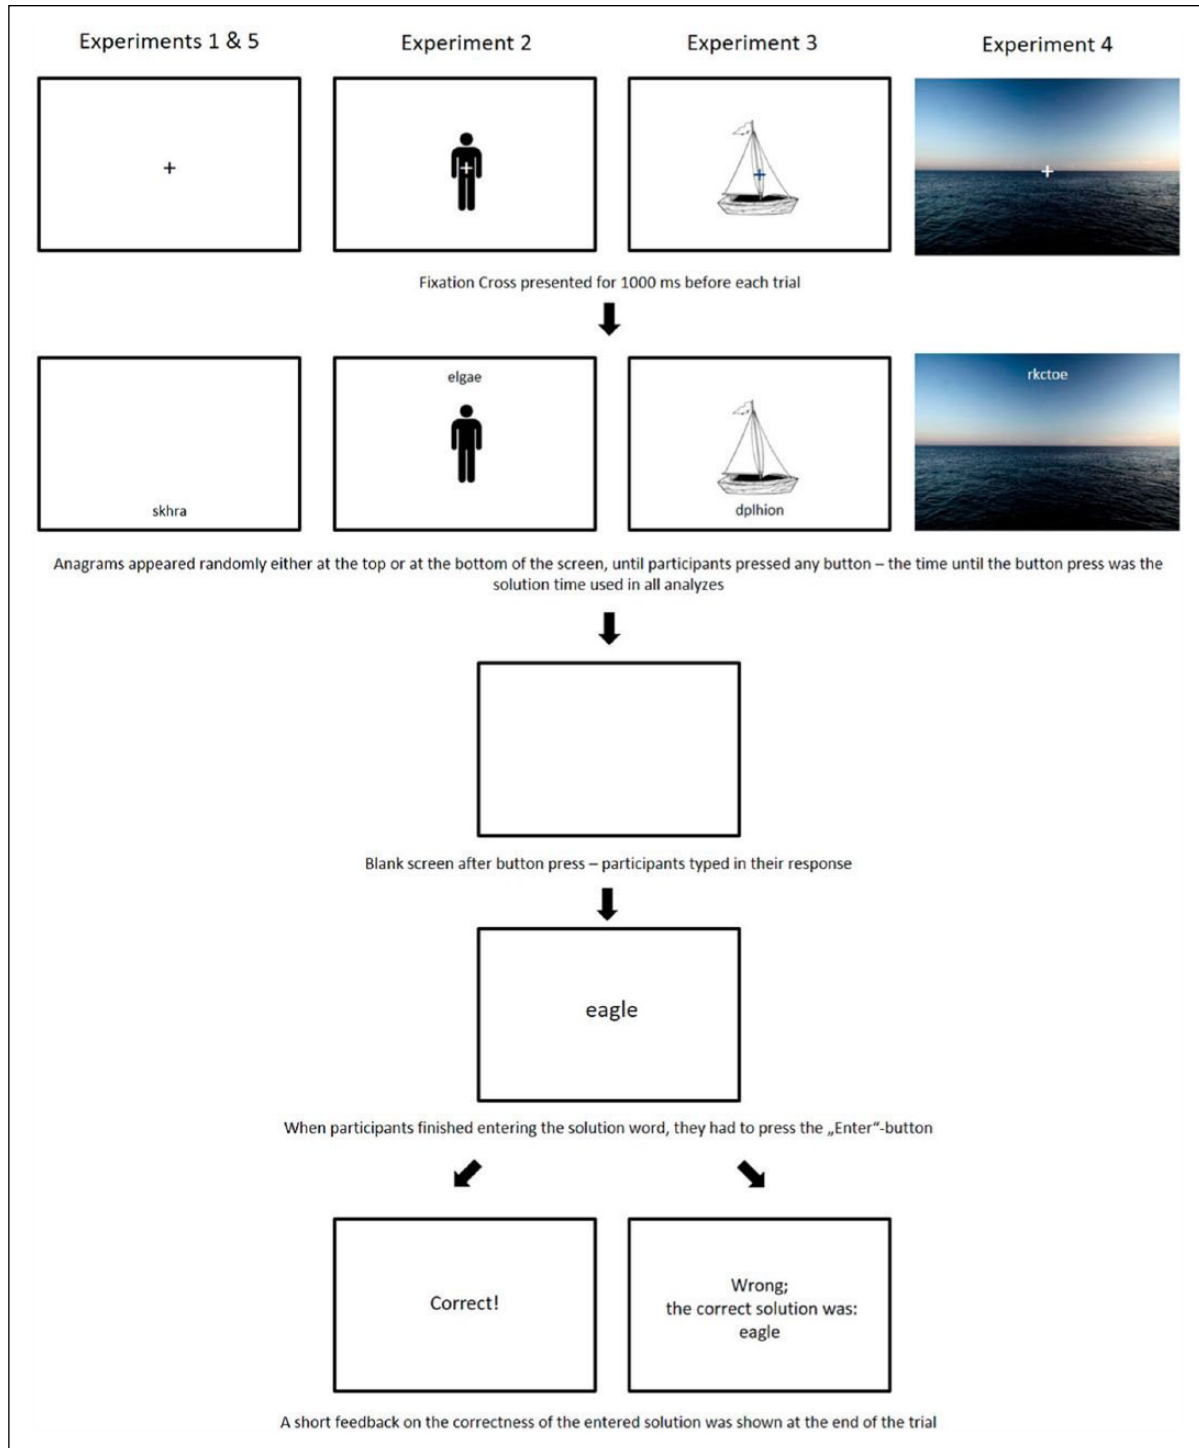 Experiments 1 & 5
Experiment 2
Experiment 3
Experiment 4
+
+
+
+
Fixation Cross presented for 1000 ms before each trial
skhra
elgae
dplhion
rkctoe
Anagrams appeared randomly either at the top or at the bottom of the screen, until participants pressed any button – the time until the button press was the
solution time used in all analyzes
Blank screen after button press – participants typed in their response
eagle
When participants finished entering the solution word, they had to press the „Enter“-button
Correct!
Wrong;
the correct solution was:
eagle
A short feedback on the correctness of the entered solution was shown at the end of the trial